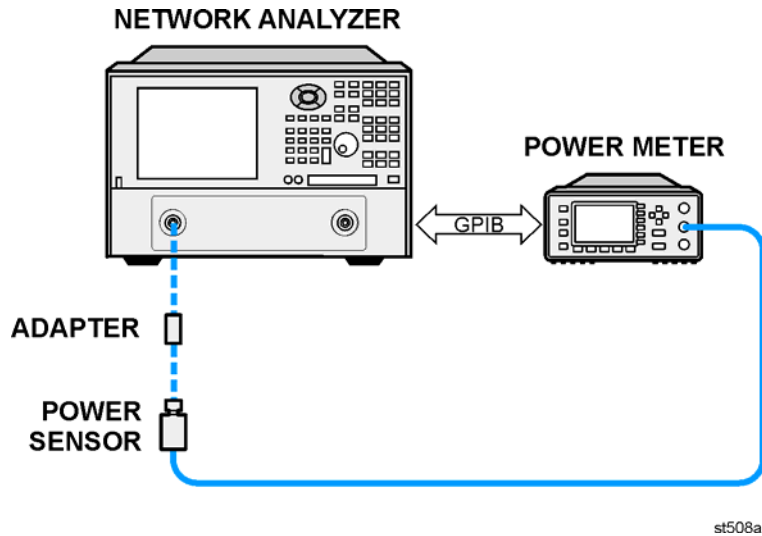 NETWORK ANALYZER
POWER METER
GPIB
ADAPTER
POWER
SENSOR
st508a